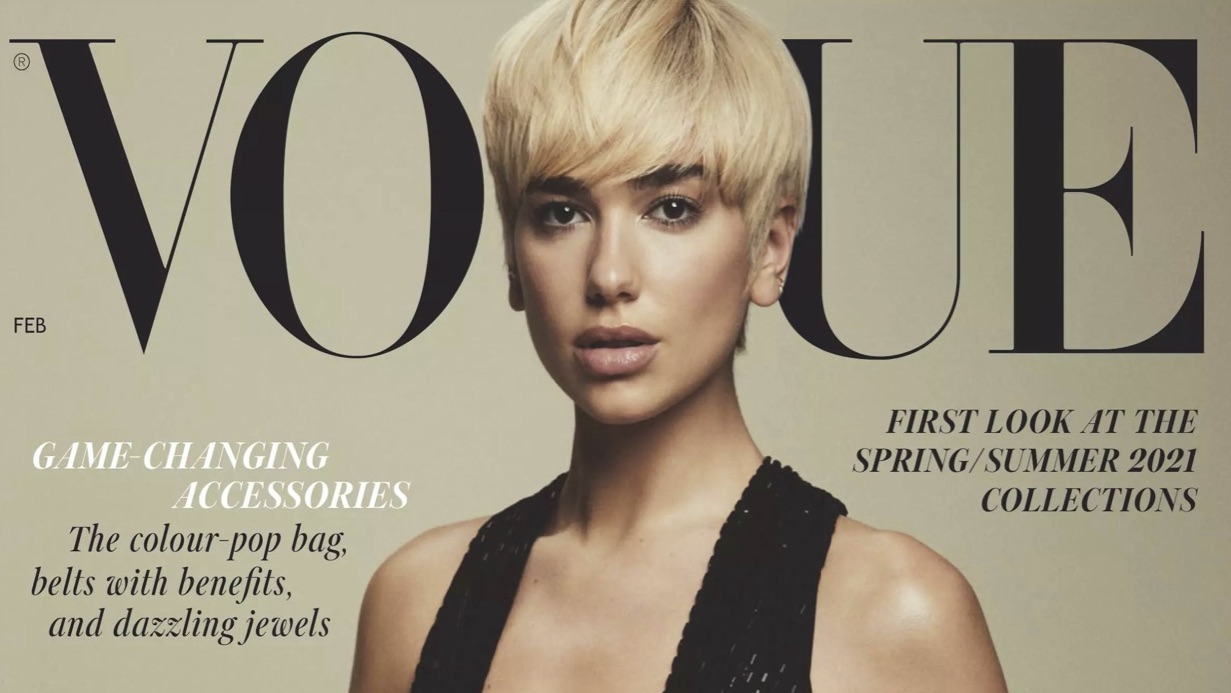 VOGUE
®
FEB
GAME-CHANGING
ACCESSORIES
The colour-pop bag,
belts with benefits,
and dazzling jewels
FIRST LOOK AT THE
SPRING/SUMMER 2021
COLLECTIONS